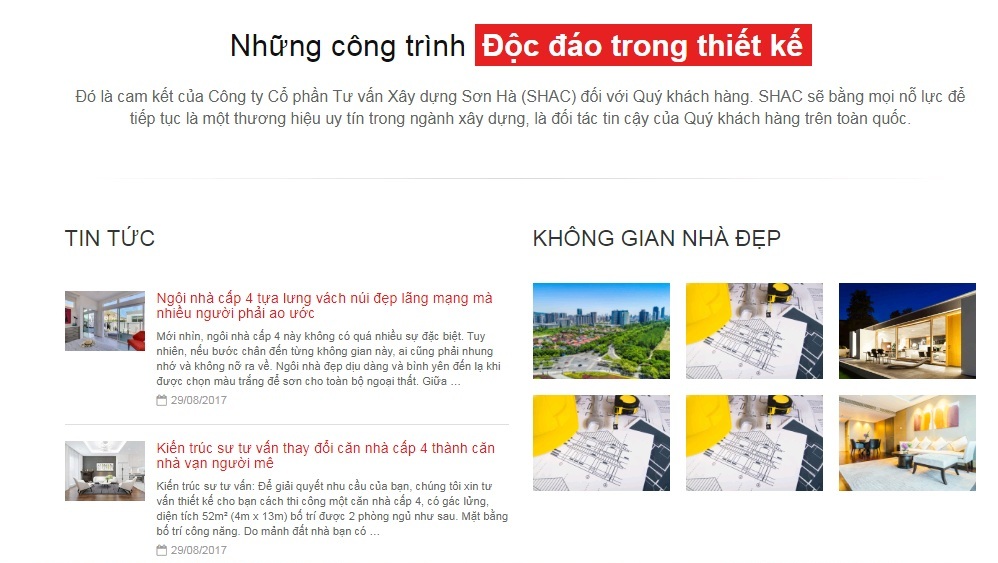 Những công trình Độc đáo trong thiết kế
Đó là cam kết của Công ty Cổ phần Tư vấn Xây dựng Sơn Hà (SHAC) đối với Quý khách hàng. SHAC sẽ bằng mọi nỗ lực để
tiếp tục là một thương hiệu uy tín trong ngành xây dựng, là đối tác tin cậy của Quý khách hàng trên toàn quốc.
TIN TỨC
Ngôi nhà cấp 4 tựa lưng vách núi đẹp lãng mạng mà
nhiều người phải ao ước
Mới nhìn, ngôi nhà cấp 4 này không có quá nhiều sự đặc biệt. Tuy
nhiên, nếu bước chân đến từng không gian này, ai cũng phải nhung
nhớ và không nỡ ra về. Ngôi nhà đẹp dịu dàng và bình yên đến lạ khi
được chọn màu trắng để sơn cho toàn bộ ngoại thất. Giữa ...
29/08/2017
Kiến trúc sư tư vấn thay đổi căn nhà cấp 4 thành căn
nhà vạn người mê
Kiến trúc sư tư vấn: Để giải quyết nhu cầu của bạn, chúng tôi xin tư
vấn thiết kế cho bạn cách thi công một căn nhà cấp 4, có gác lửng,
diện tích 52m² (4m x 13m) bố trí được 2 phòng ngủ như sau. Mặt bằng
bố trí công năng. Do mảnh đất nhà bạn có ...
29/08/2017
KHÔNG GIAN NHÀ ĐẸP